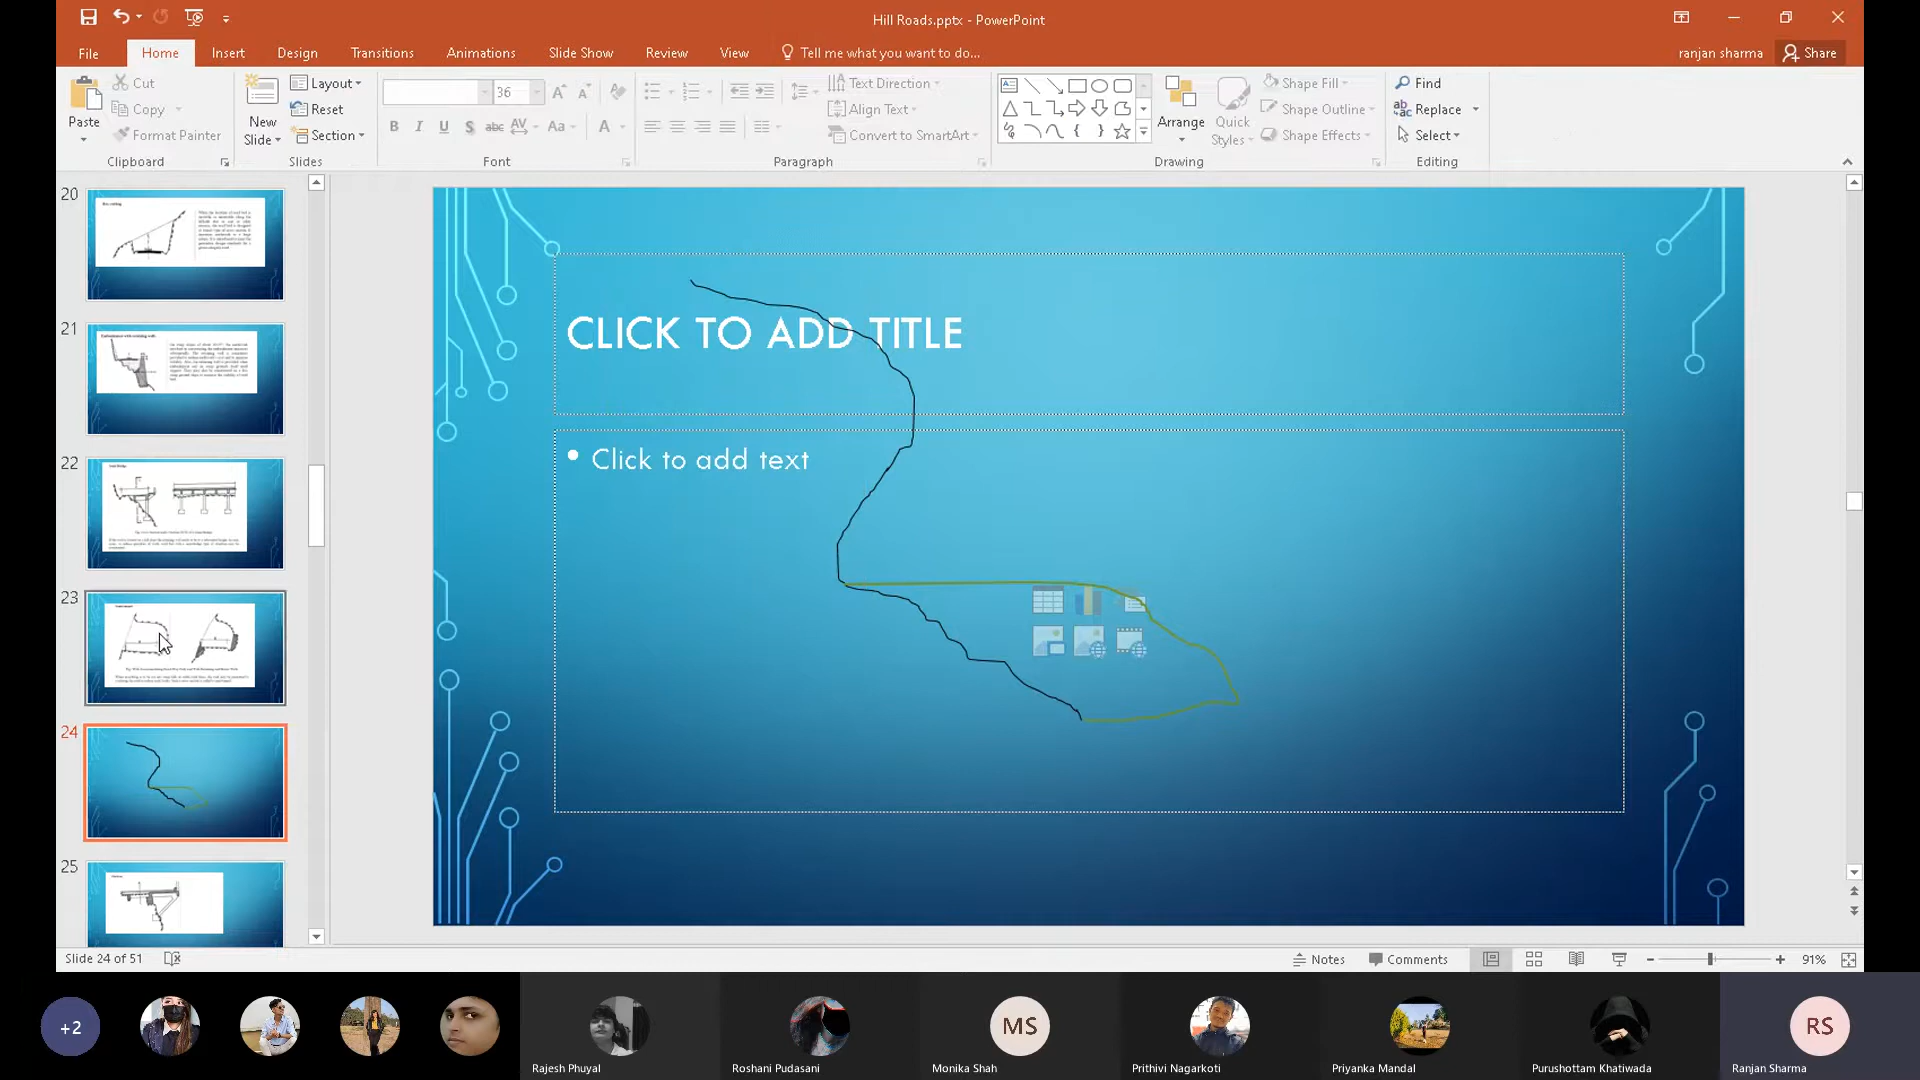 Hill Roads.pptx - PowerPoint
File Home Insert Design Transitions Animations Slide Show Review View Tell me what you want to do... ranjan sharma Share
Paste
Cut
Copy
Format Painter
Clipboard
New Slide
Layout
Reset
Section
Slides
36
B I U S abc AV Aa A
Font
Text Direction
Align Text
Convert to SmartArt
Paragraph
Arrange
Quick Styles
Shape Fill
Shape Outline
Shape Effects
Drawing
Find
Replace
Select
Editing
20
21
22
23
24
25
CLICK TO ADD TITLE
Click to add text
Slide 24 of 51
Notes Comments 91%
+2
MS
RS
Rajesh Phuyal
Roshani Pudasani
Monika Shah
Prithivi Nagarkoti
Priyanka Mandal
Purushottam Khatiwada
Ranjan Sharma